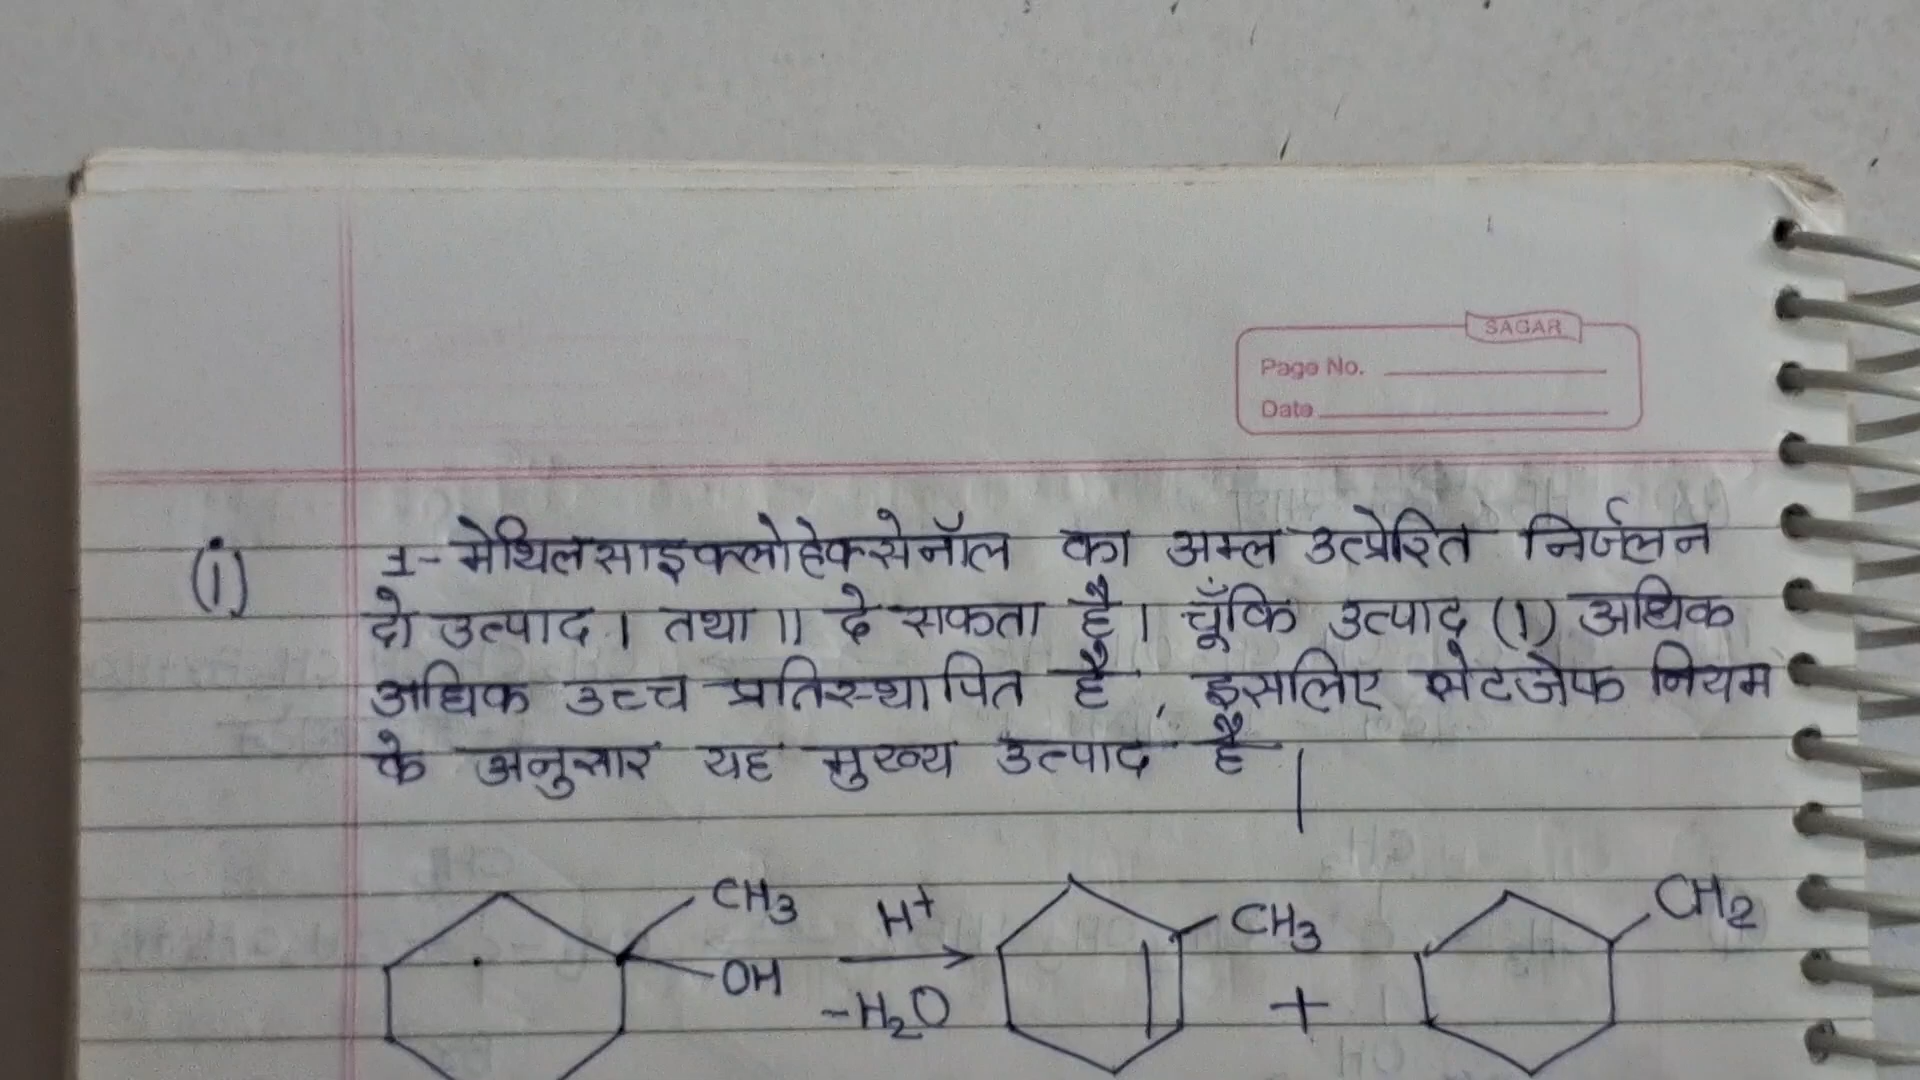 SAGAR
Page No.
Date
(i) 1-मेथिलसाइक्लोहेक्सेनॉल का अम्ल उत्प्रेरित निर्जलन
दो उत्पाद I तथा II दे सकता है। चूँकि उत्पाद (I) अधिक
अधिक उच्च प्रतिस्थापित है, इसलिए सेटजेफ नियम
के अनुसार यह मुख्य उत्पाद है।
CH3 H+ CH3 CH2
OH -H2O +